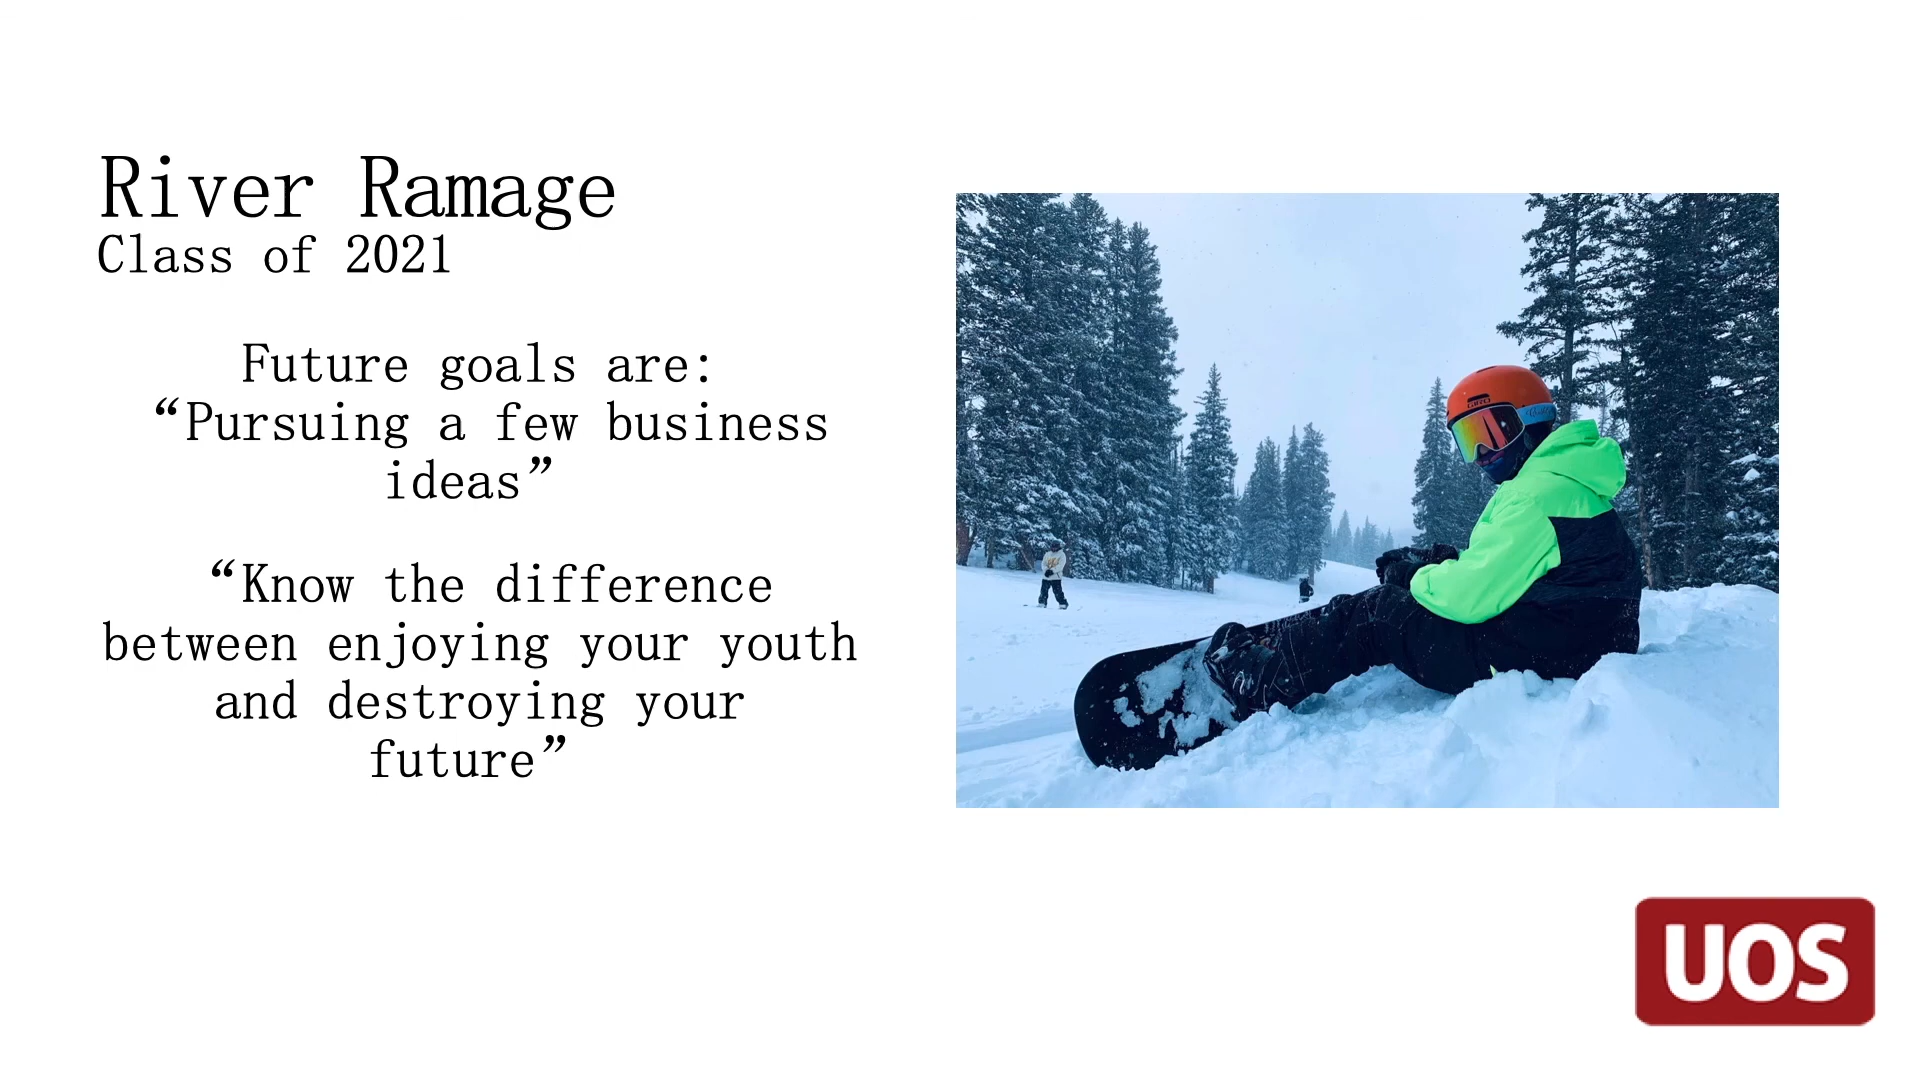 River Ramage
Class of 2021
Future goals are:
“Pursuing a few business
ideas”
“Know the difference
between enjoying your youth
and destroying your
future”
GIRO
UOS